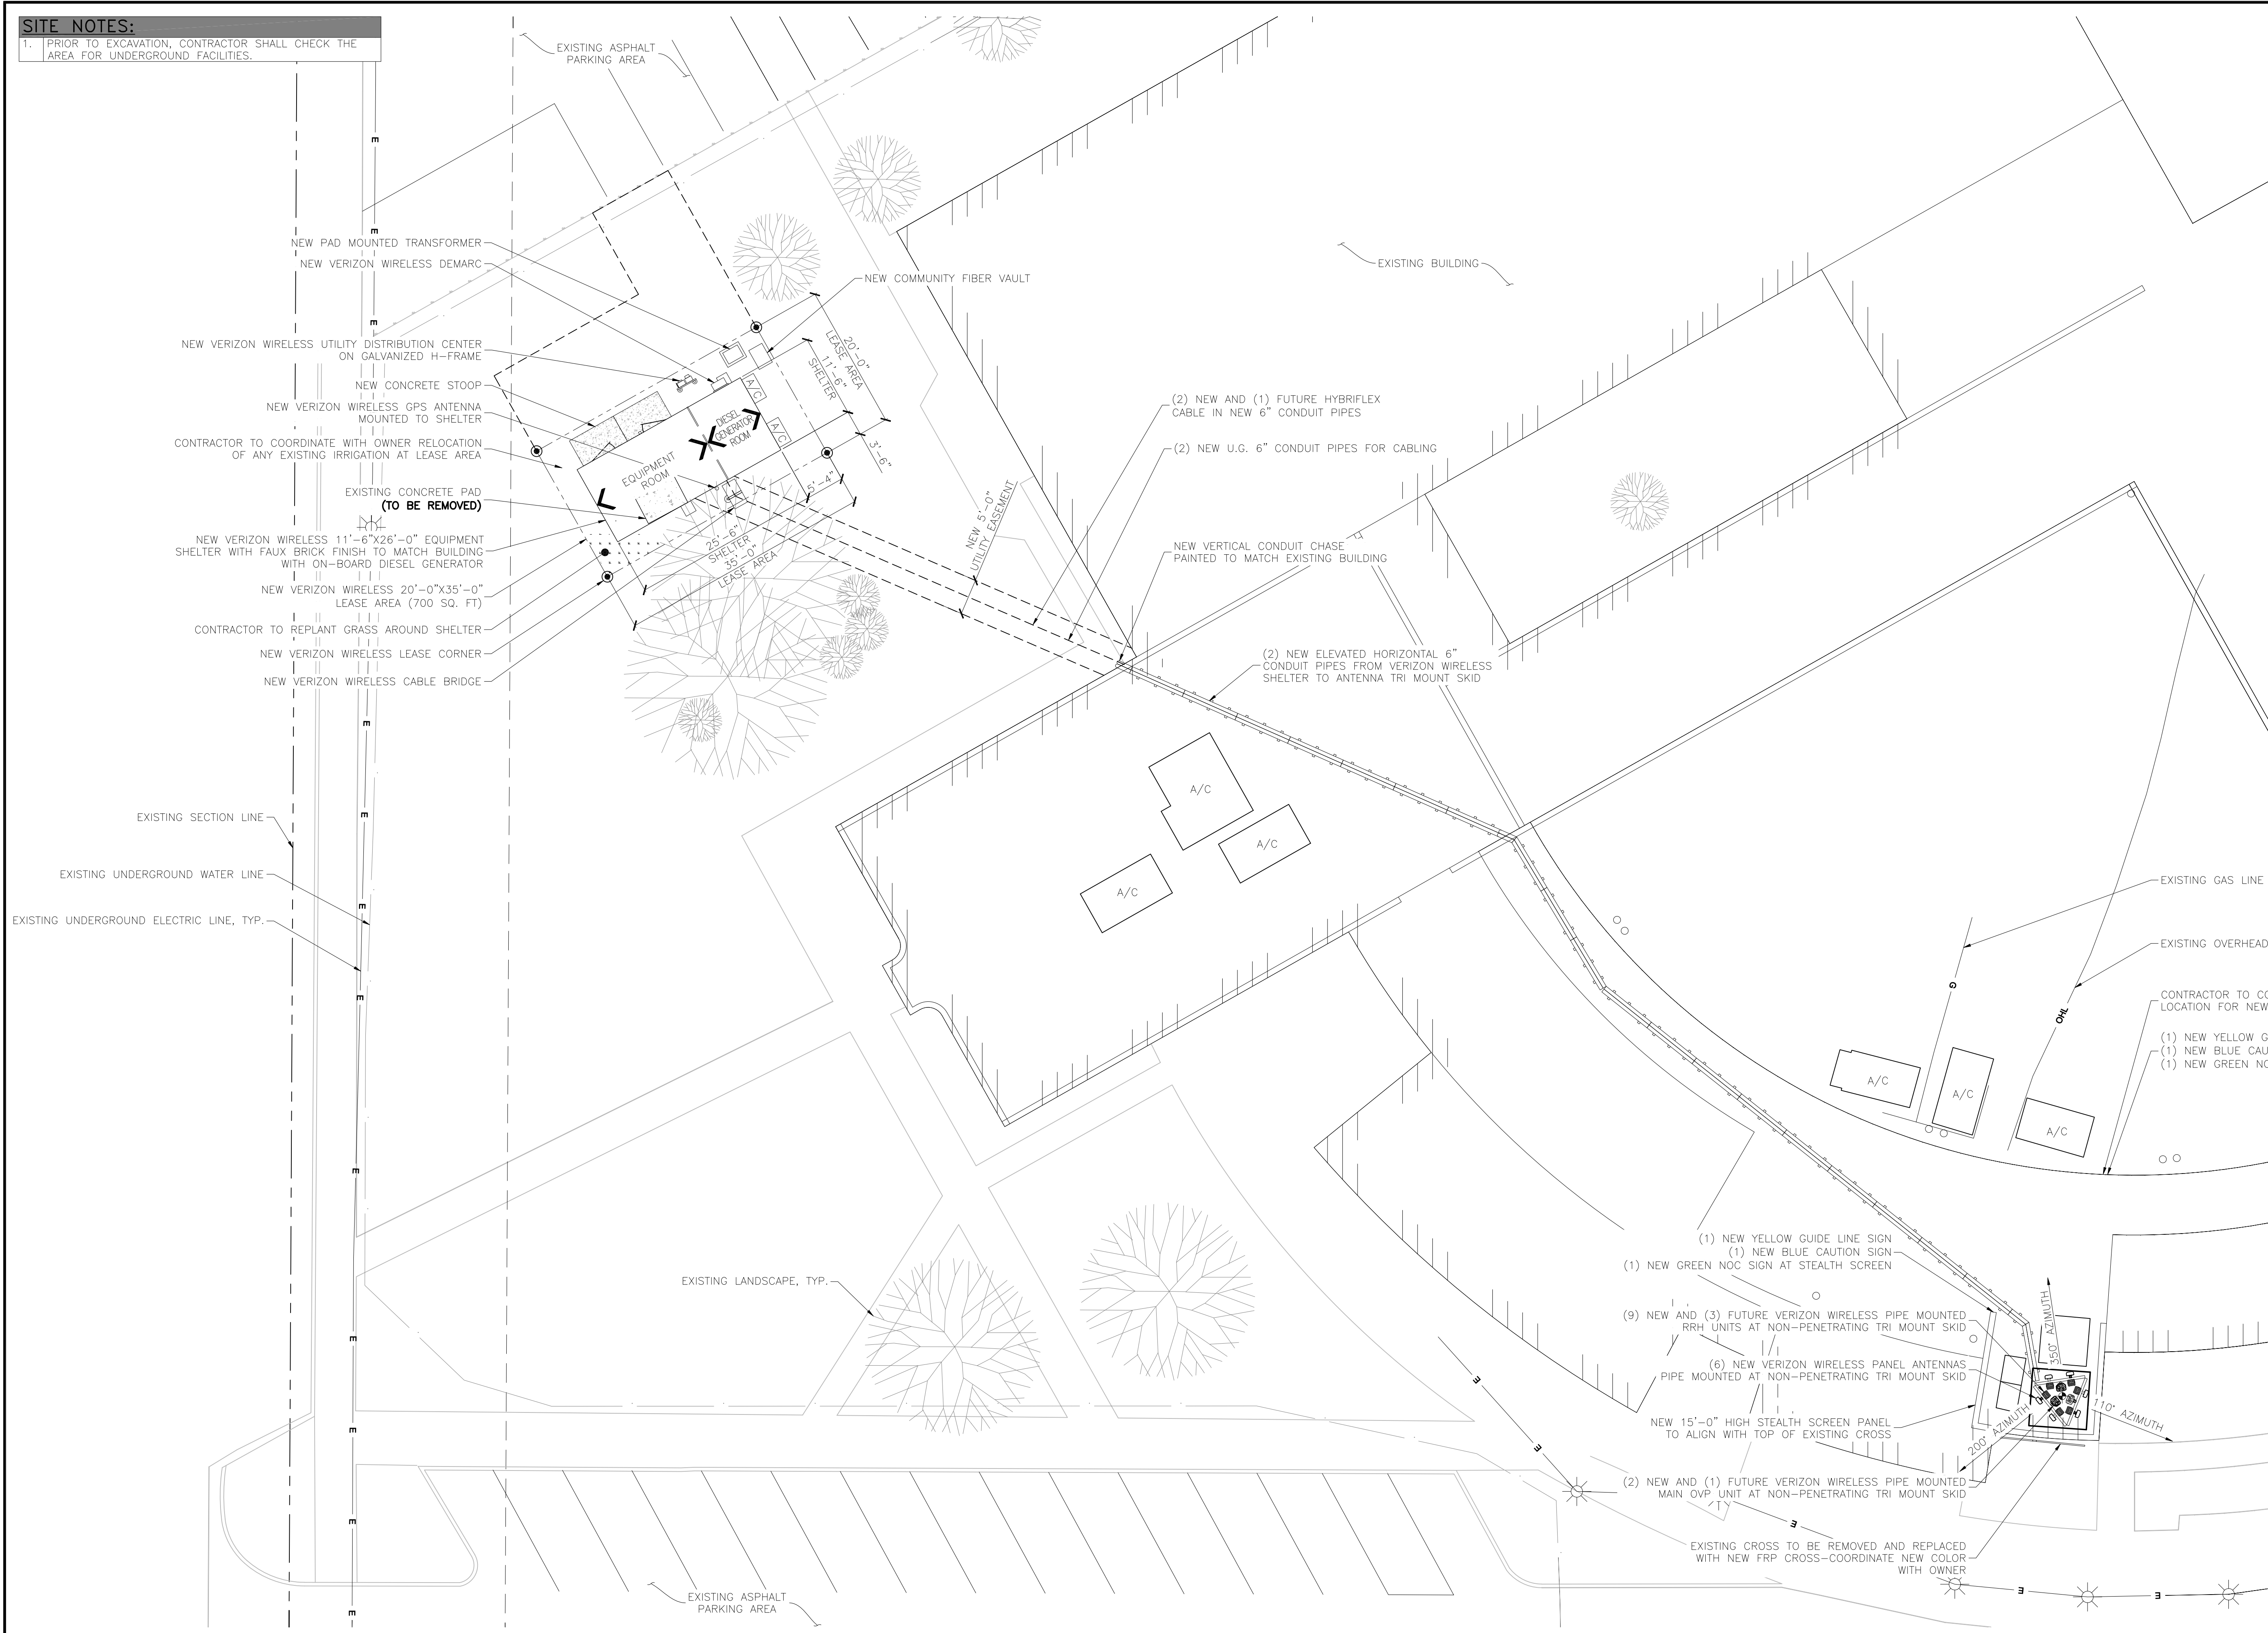 SITE NOTES:
1. PRIOR TO EXCAVATION, CONTRACTOR SHALL CHECK THE
AREA FOR UNDERGROUND FACILITIES.
EXISTING ASPHALT
PARKING AREA
NEW PAD MOUNTED TRANSFORMER
NEW VERIZON WIRELESS DEMARC
NEW VERIZON WIRELESS UTILITY DISTRIBUTION CENTER
ON GALVANIZED H-FRAME
NEW CONCRETE STOOP
NEW VERIZON WIRELESS GPS ANTENNA
MOUNTED TO SHELTER
CONTRACTOR TO COORDINATE WITH OWNER RELOCATION
OF ANY EXISTING IRRIGATION AT LEASE AREA
EXISTING CONCRETE PAD
(TO BE REMOVED)
NEW VERIZON WIRELESS 11'-6"X26'-0" EQUIPMENT
SHELTER WITH FAUX BRICK FINISH TO MATCH BUILDING
WITH ON-BOARD DIESEL GENERATOR
NEW VERIZON WIRELESS 20'-0"X35'-0"
LEASE AREA (700 SQ. FT)
CONTRACTOR TO REPLANT GRASS AROUND SHELTER
NEW VERIZON WIRELESS LEASE CORNER
NEW VERIZON WIRELESS CABLE BRIDGE
NEW COMMUNITY FIBER VAULT
20'-0"
LEASE AREA
11'-6"
SHELTER
3'-6"
5'-4"
25'-6"
SHELTER
35'-0"
LEASE AREA
A/C
A/C
DIESEL
GENERATOR
ROOM
EQUIPMENT
ROOM
NEW 5'-0"
UTILITY EASEMENT
EXISTING BUILDING
(2) NEW AND (1) FUTURE HYBRIFLEX
CABLE IN NEW 6" CONDUIT PIPES
(2) NEW U.G. 6" CONDUIT PIPES FOR CABLING
NEW VERTICAL CONDUIT CHASE
PAINTED TO MATCH EXISTING BUILDING
(2) NEW ELEVATED HORIZONTAL 6"
CONDUIT PIPES FROM VERIZON WIRELESS
SHELTER TO ANTENNA TRI MOUNT SKID
A/C
A/C
A/C
EXISTING SECTION LINE
EXISTING UNDERGROUND WATER LINE
EXISTING UNDERGROUND ELECTRIC LINE, TYP.
E
E
E
E
E
E
E
E
E
E
E
E
EXISTING GAS LINE
EXISTING OVERHEAD
CONTRACTOR TO
LOCATION FOR NEW
(1) NEW YELLOW
(1) NEW BLUE
(1) NEW GREEN
G
OHL
A/C
A/C
A/C
EXISTING LANDSCAPE, TYP.
(1) NEW YELLOW GUIDE LINE SIGN
(1) NEW BLUE CAUTION SIGN
(1) NEW GREEN NOC SIGN AT STEALTH SCREEN
(9) NEW AND (3) FUTURE VERIZON WIRELESS PIPE MOUNTED
RRH UNITS AT NON-PENETRATING TRI MOUNT SKID
(6) NEW VERIZON WIRELESS PANEL ANTENNAS
PIPE MOUNTED AT NON-PENETRATING TRI MOUNT SKID
NEW 15'-0" HIGH STEALTH SCREEN PANEL
TO ALIGN WITH TOP OF EXISTING CROSS
(2) NEW AND (1) FUTURE VERIZON WIRELESS PIPE MOUNTED
MAIN OVP UNIT AT NON-PENETRATING TRI MOUNT SKID
EXISTING CROSS TO BE REMOVED AND REPLACED
WITH NEW FRP CROSS-COORDINATE NEW COLOR
WITH OWNER
350° AZIMUTH
110° AZIMUTH
200° AZIMUTH
E
E
E
E
E
EXISTING ASPHALT
PARKING AREA